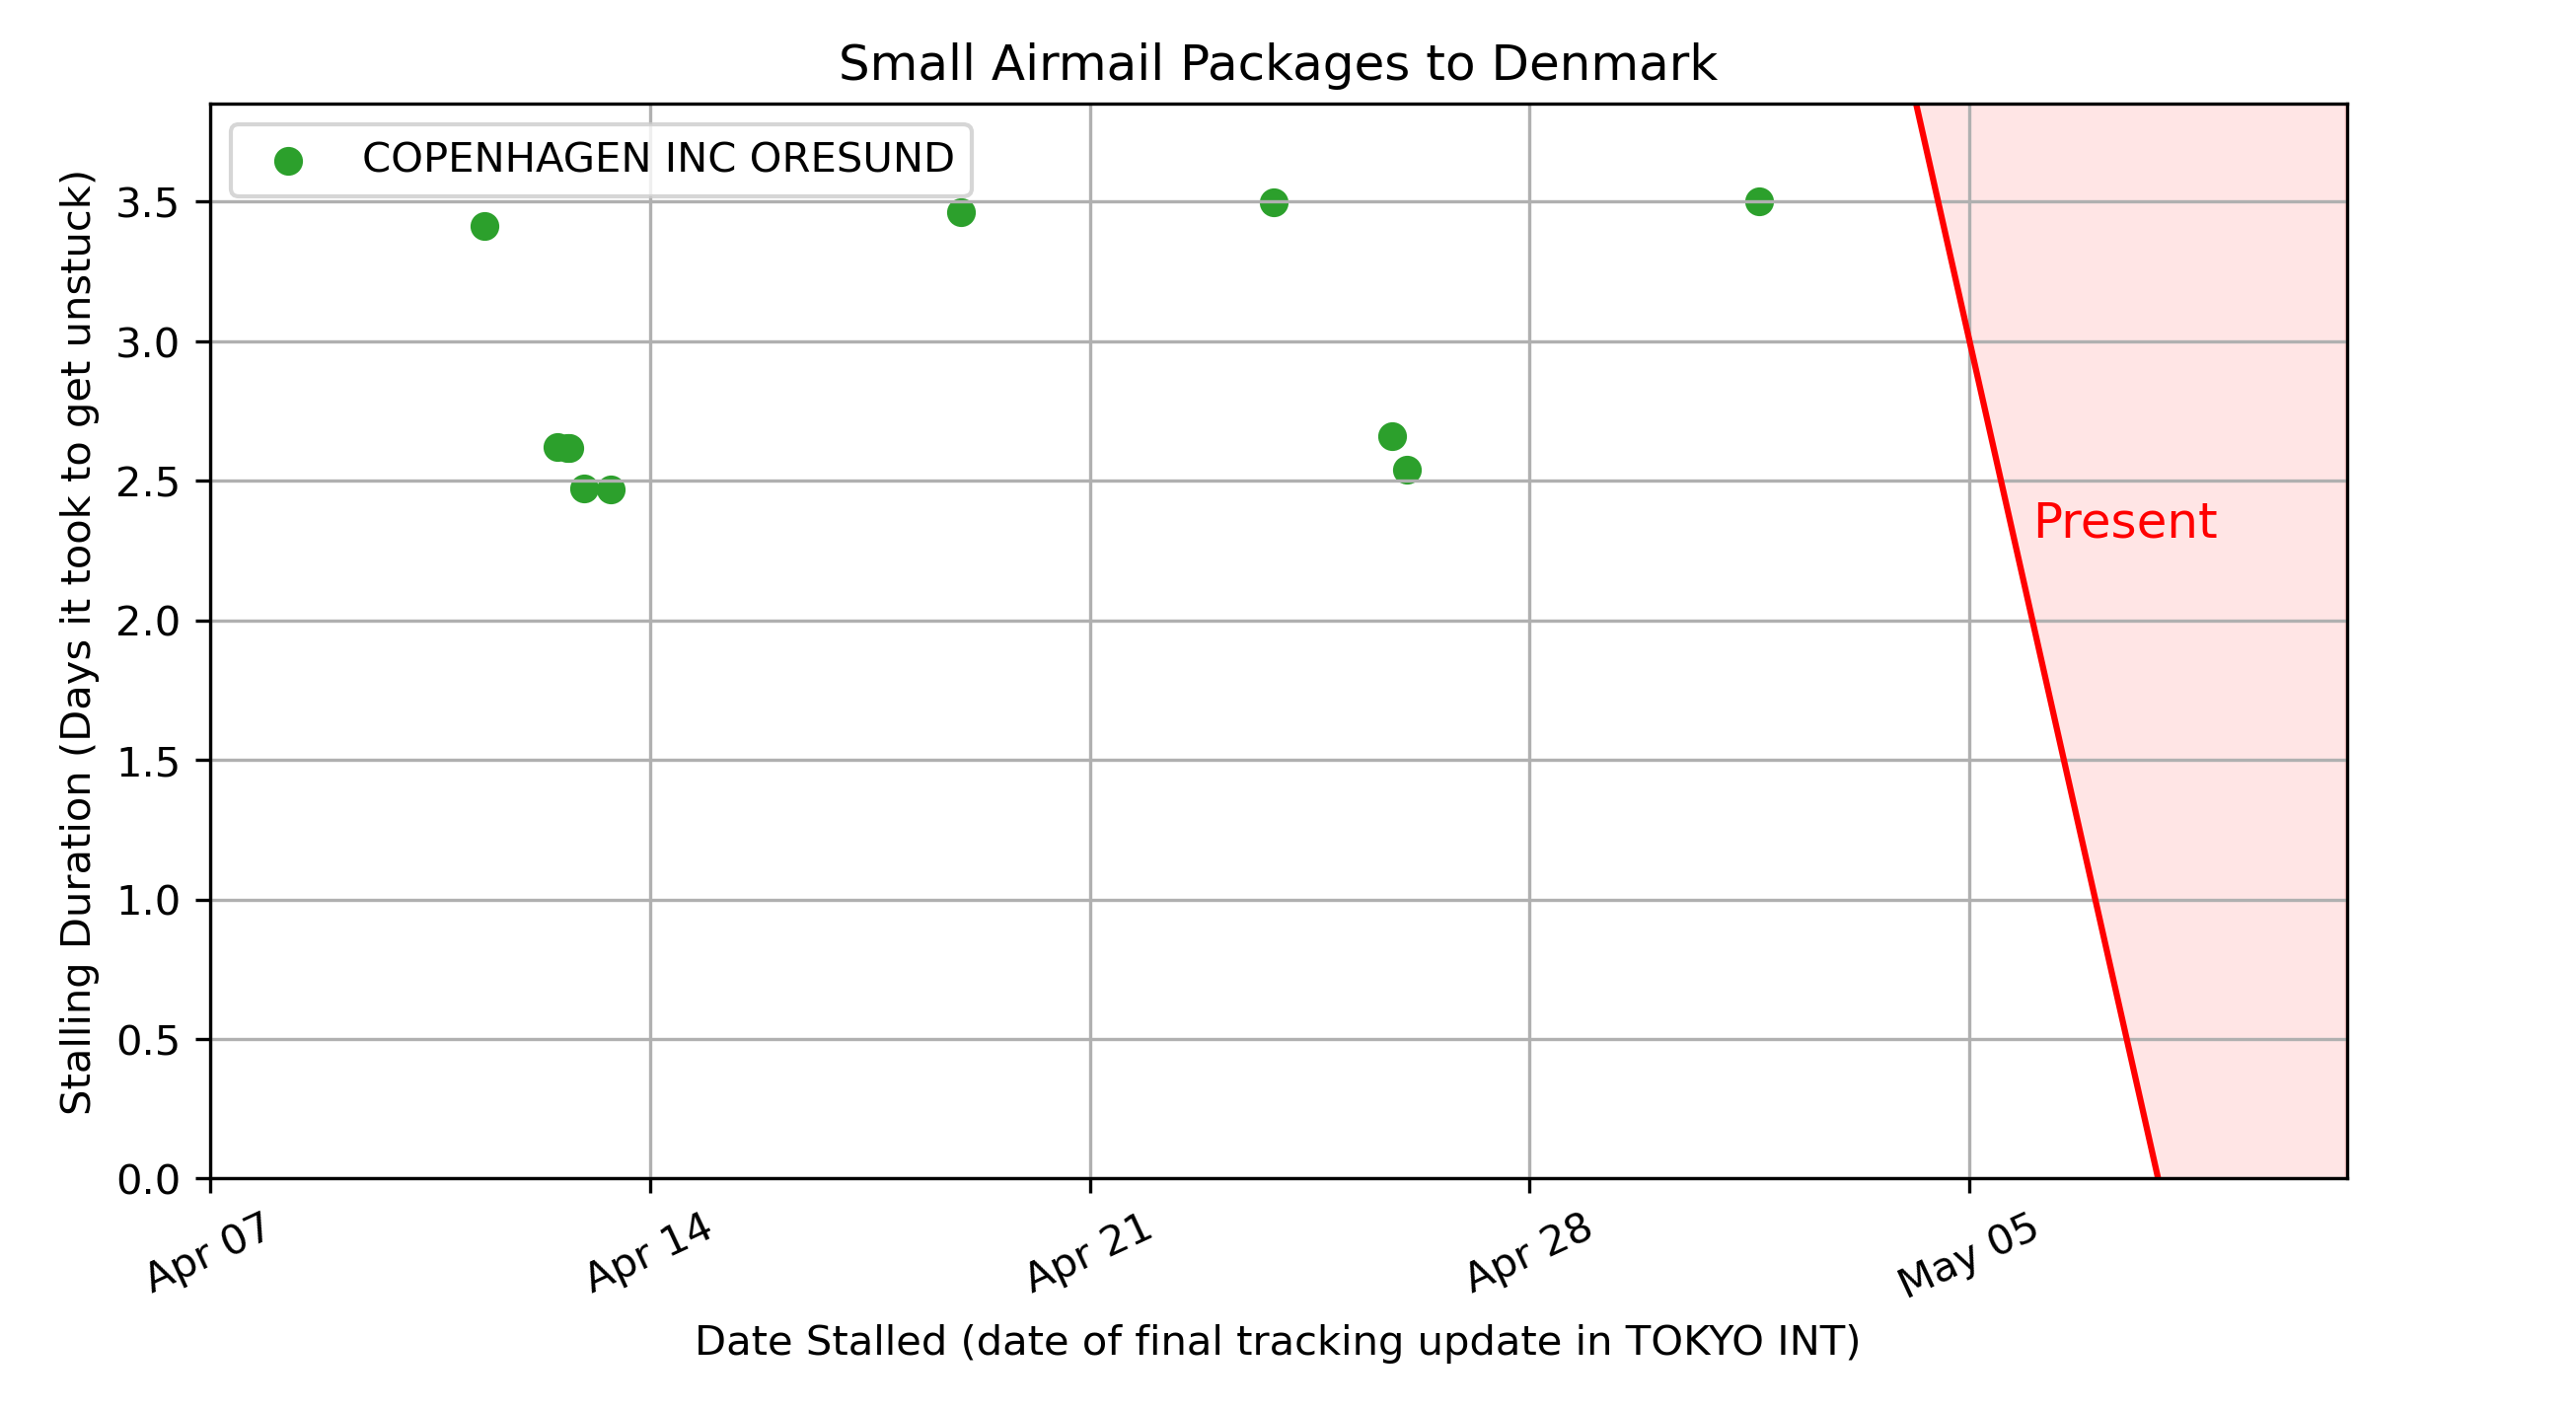 Small Airmail Packages to Denmark
COPENHAGEN INC ORESUND
Stalling Duration (Days it took to get unstuck)
3.5
3.0
2.5
2.0
1.5
1.0
0.5
0.0
Present
Apr 07
Apr 14
Apr 21
Apr 28
May 05
Date Stalled (date of final tracking update in TOKYO INT)